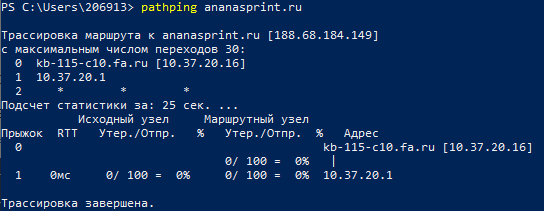 PS C:\Users\206913> pathping ananasprint.ru
Трассировка маршрута к ananasprint.ru [188.68.184.149]
с максимальным числом переходов 30:
0 kb-115-c10.fa.ru [10.37.20.16]
1 10.37.20.1
2 * * *
Подсчет статистики за: 25 сек. ...
Исходный узел Маршрутный узел
Прыжок RTT Утер./Отпр. % Утер./Отпр. % Адрес
0 kb-115-c10.fa.ru [10.37.20.16]
0/ 100 = 0% |
1 0мс 0/ 100 = 0% 0/ 100 = 0% 10.37.20.1
Трассировка завершена.